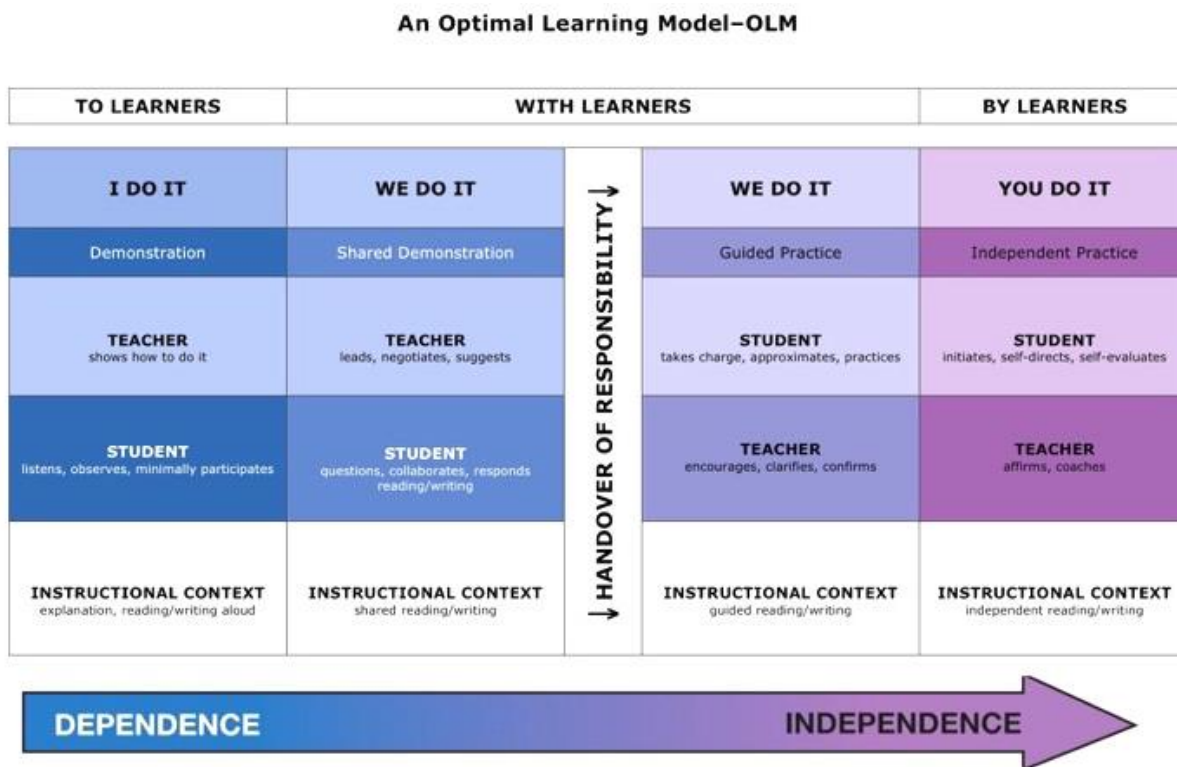 An Optimal Learning Model–OLM
TO LEARNERS
WITH LEARNERS
BY LEARNERS
I DO IT
Demonstration
TEACHER
shows how to do it
STUDENT
listens, observes, minimally participates
INSTRUCTIONAL CONTEXT
explanation, reading/writing aloud
WE DO IT
Shared Demonstration
TEACHER
leads, negotiates, suggests
STUDENT
questions, collaborates, responds
reading/writing
INSTRUCTIONAL CONTEXT
shared reading/writing
HANDOVER OF RESPONSIBILITY
WE DO IT
Guided Practice
STUDENT
takes charge, approximates, practices
TEACHER
encourages, clarifies, confirms
INSTRUCTIONAL CONTEXT
guided reading/writing
YOU DO IT
Independent Practice
STUDENT
initiates, self-directs, self-evaluates
TEACHER
affirms, coaches
INSTRUCTIONAL CONTEXT
independent reading/writing
DEPENDENCE
INDEPENDENCE